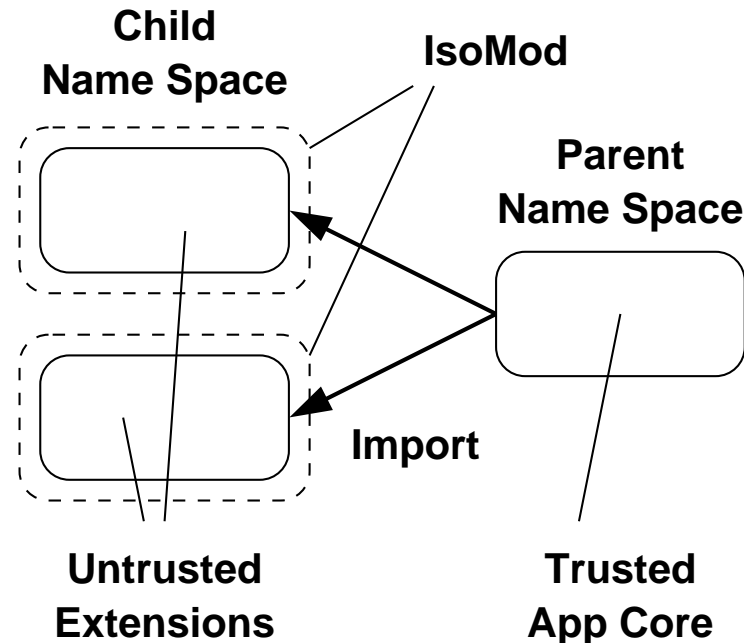 Child
Name Space
IsoMod
Parent
Name Space
Import
Untrusted
Extensions
Trusted
App Core